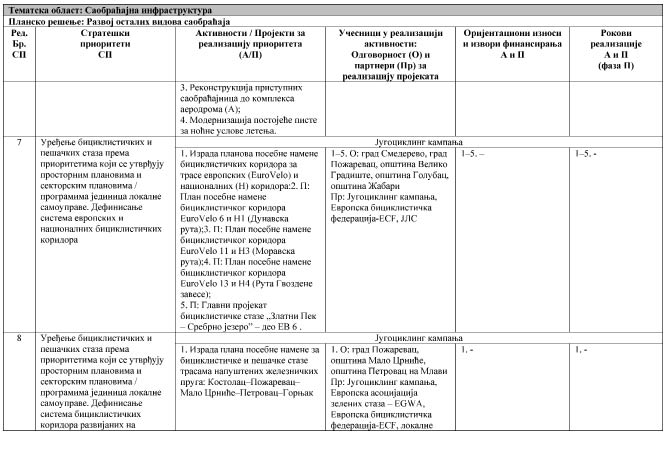 Тематска област: Саобраћајна инфраструктура
Планско решење: Развој осталих видова саобраћаја
Ред. Бр. СП
Стратешки приоритети СП
Активности / Пројекти за реализацију приоритета (А/П)
Учесници у реализацији активности: Одговорност (О) и партнери (Пр) за реализацију пројеката
Оријентациони износи и извори финансирања А и П
Рокови реализације А и П (фаза П)
3. Реконструкција приступних
саобраћајница до комплекса
аеродрома (А);
4. Модернизација постојеће писте
за ноћне услове летења.
7
Уређење бициклистичких и
пешачких стаза према
приоритетима који се утврђују
просторним плановима и
секторским плановима /
програмима јединица локалне
самоуправе. Дефинисање
система европских и
националних бициклистичких
коридора
Југоциклинг кампања
1. Израда планова посебне намене
бициклистичких коридора за
трасе европских (EuroVelo) и
националних (Н) коридора:2. П:
План посебне намене
бициклистичког коридора
EuroVelo 6 и Н1 (Дунавска
рута);3. П: План посебне намене
бициклистичког коридора
EuroVelo 11 и Н3 (Моравска
рута);4. П: План посебне намене
бициклистичког коридора
EuroVelo 13 и Н4 (Рута Гвоздене
завесе);
5. П: Главни пројекат
бициклистичке стазе „Златни Пек
– Сребрно језеро” – део ЕВ 6 .
1–5. О: град Смедерево, град
Пожаревац, општина Велико
Градиште, општина Голубац,
општина Жабари
Пр: Југоциклинг кампања,
Европска бициклистичка
федерација-ECF, ЈЛС
1–5. –
1–5. -
8
Уређење бициклистичких и
пешачких стаза према
приоритетима који се утврђују
просторним плановима и
секторским плановима /
програмима јединица локалне
самоуправе. Дефинисање
система бициклистичких
коридора развијаних на
Југоциклинг кампања
1. Израда плана посебне намене за
бициклистичке и пешачке стазе
трасама напуштених железничких
пруга: Костолац–Пожаревац–
Мало Црниће–Петровац–Горњак
1. О: град Пожаревац,
општина Мало Црниће,
општина Петровац на Млави
Пр: Југоциклинг кампања,
Европска асоцијација
зелених стаза – EGWA,
Европска бициклистичка
федерација-ECF, локалне
1. -
1. -